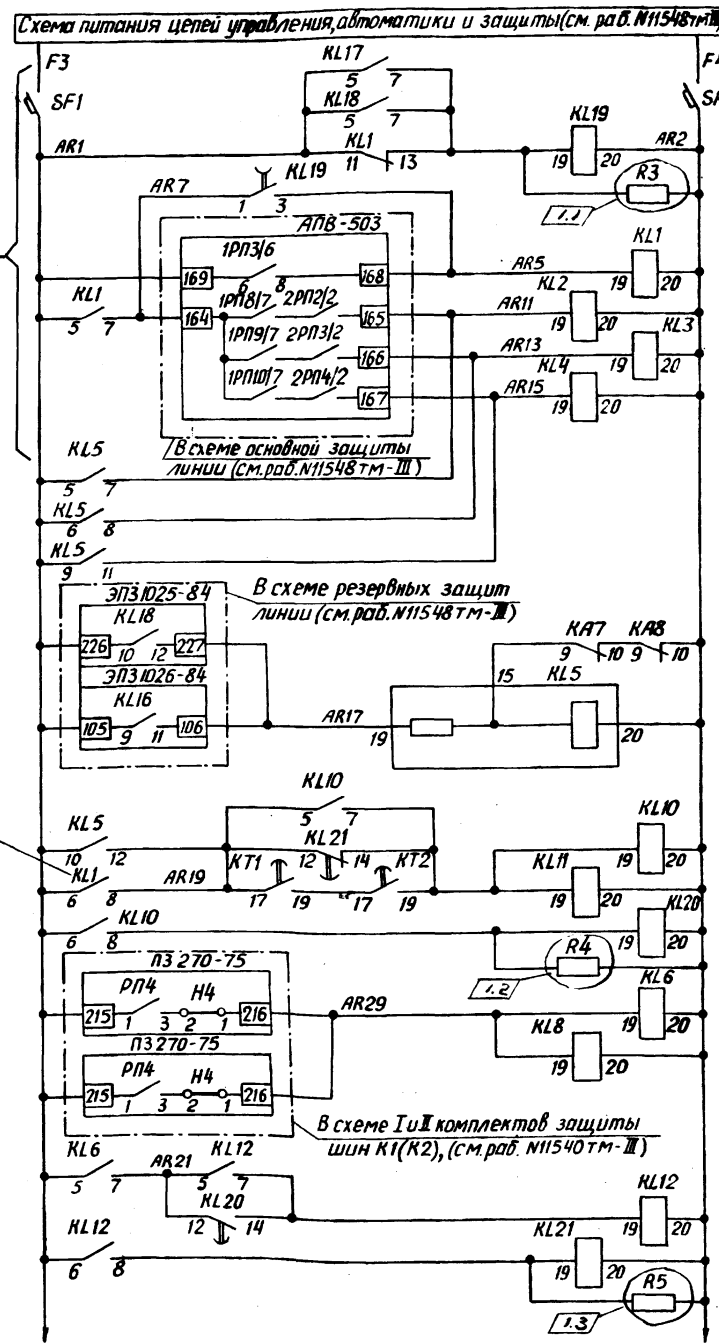 Схема питания цепей управления, автоматики и защиты (см. раб. N11548тм-III)
F3
SF1
KL17
5 7
KL18
5 7
KL19
AR1
KL1
11 13
19 20
AR2
R3
1.1
AR7
KL19
1 3
АПВ-503
1РП3/6
169
6 8
168
AR5
KL1
19 20
KL1
5 7
164
1РП8/7
2РП2/2
165
AR11
KL2
19 20
1РП9/7
2РП3/2
166
AR13
KL3
19 20
1РП10/7
2РП4/2
167
AR15
KL4
19 20
В схеме основной защиты
линии (см. раб. N11548тм-III)
KL5
5 7
KL5
6 8
KL5
9 11
ЭПЗ1025-84
KL18
226
10 12
227
В схеме резервных защит
линии (см. раб. N11548тм-III)
ЭПЗ1026-84
KL16
105
9 11
106
AR17
KA7
9 10
KA8
9 10
15
KL5
19
20
KL10
5 7
KL5
10 12
KL21
12 14
KL10
19 20
KL1
6 8
AR19
KT1
17 19
KT2
17 19
KL11
19 20
KL10
6 8
KL20
19 20
R4
1.2
ПЗ 270-75
215
РП4
1 3
Н4
2 1
216
AR29
KL6
19 20
ПЗ 270-75
215
РП4
1 3
Н4
2 1
216
KL8
19 20
В схеме I и II комплектов защиты
шин К1(К2), (см. раб. N11540тм-III)
KL6
5 7
AR21
KL12
5 7
KL20
12 14
KL12
19 20
KL12
6 8
KL21
19 20
R5
1.3